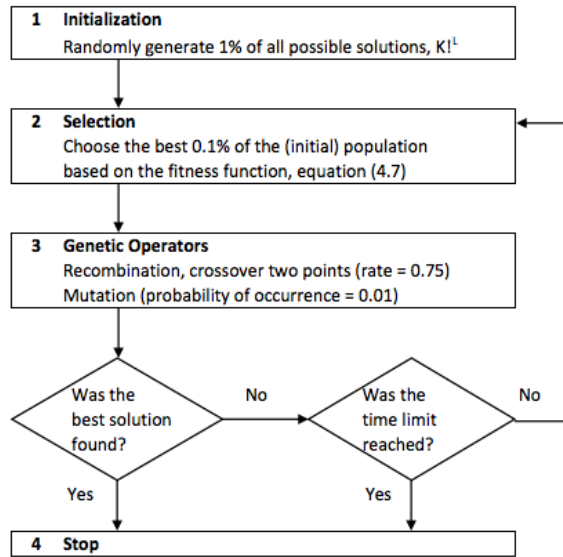 1 Initialization
Randomly generate 1% of all possible solutions, K!ᴸ
2 Selection
Choose the best 0.1% of the (initial) population
based on the fitness function, equation (4.7)
3 Genetic Operators
Recombination, crossover two points (rate = 0.75)
Mutation (probability of occurrence = 0.01)
Was the
best solution
found?
No
Was the
time limit
reached?
No
Yes
Yes
4 Stop